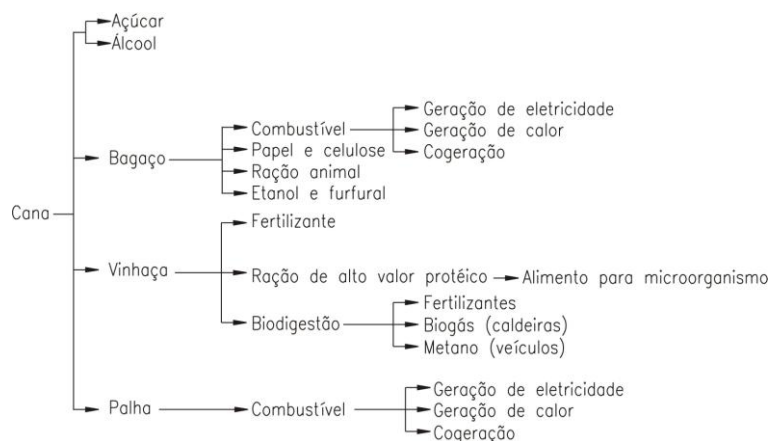 Açúcar
Álcool
Bagaço
Combustível
Geração de eletricidade
Geração de calor
Cogeração
Papel e celulose
Ração animal
Etanol e furfural
Cana
Vinhaça
Fertilizante
Ração de alto valor protéico
Alimento para microorganismo
Biodigestão
Fertilizantes
Biogás (caldeiras)
Metano (veículos)
Palha
Combustível
Geração de eletricidade
Geração de calor
Cogeração